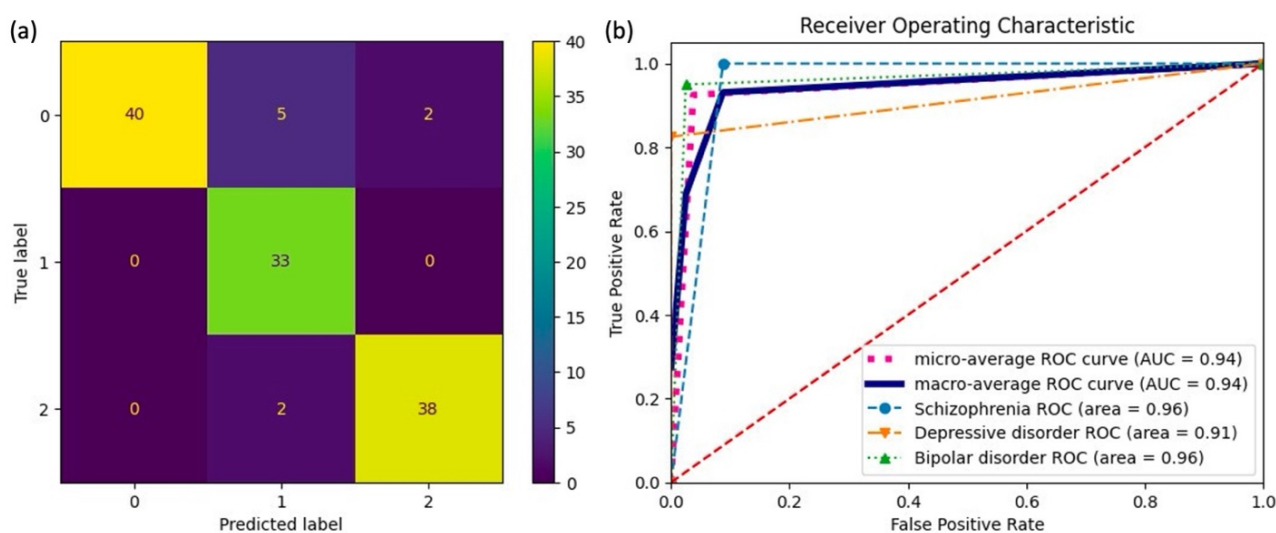 (a)
40 5 2
0 33 0
0 2 38
0
1
2
True label
0 1 2
Predicted label
40
35
30
25
20
15
10
5
0
(b)
Receiver Operating Characteristic
1.0
0.8
0.6
0.4
0.2
0.0
True Positive Rate
0.0 0.2 0.4 0.6 0.8 1.0
False Positive Rate
micro-average ROC curve (AUC = 0.94)
macro-average ROC curve (AUC = 0.94)
Schizophrenia ROC (area = 0.96)
Depressive disorder ROC (area = 0.91)
Bipolar disorder ROC (area = 0.96)